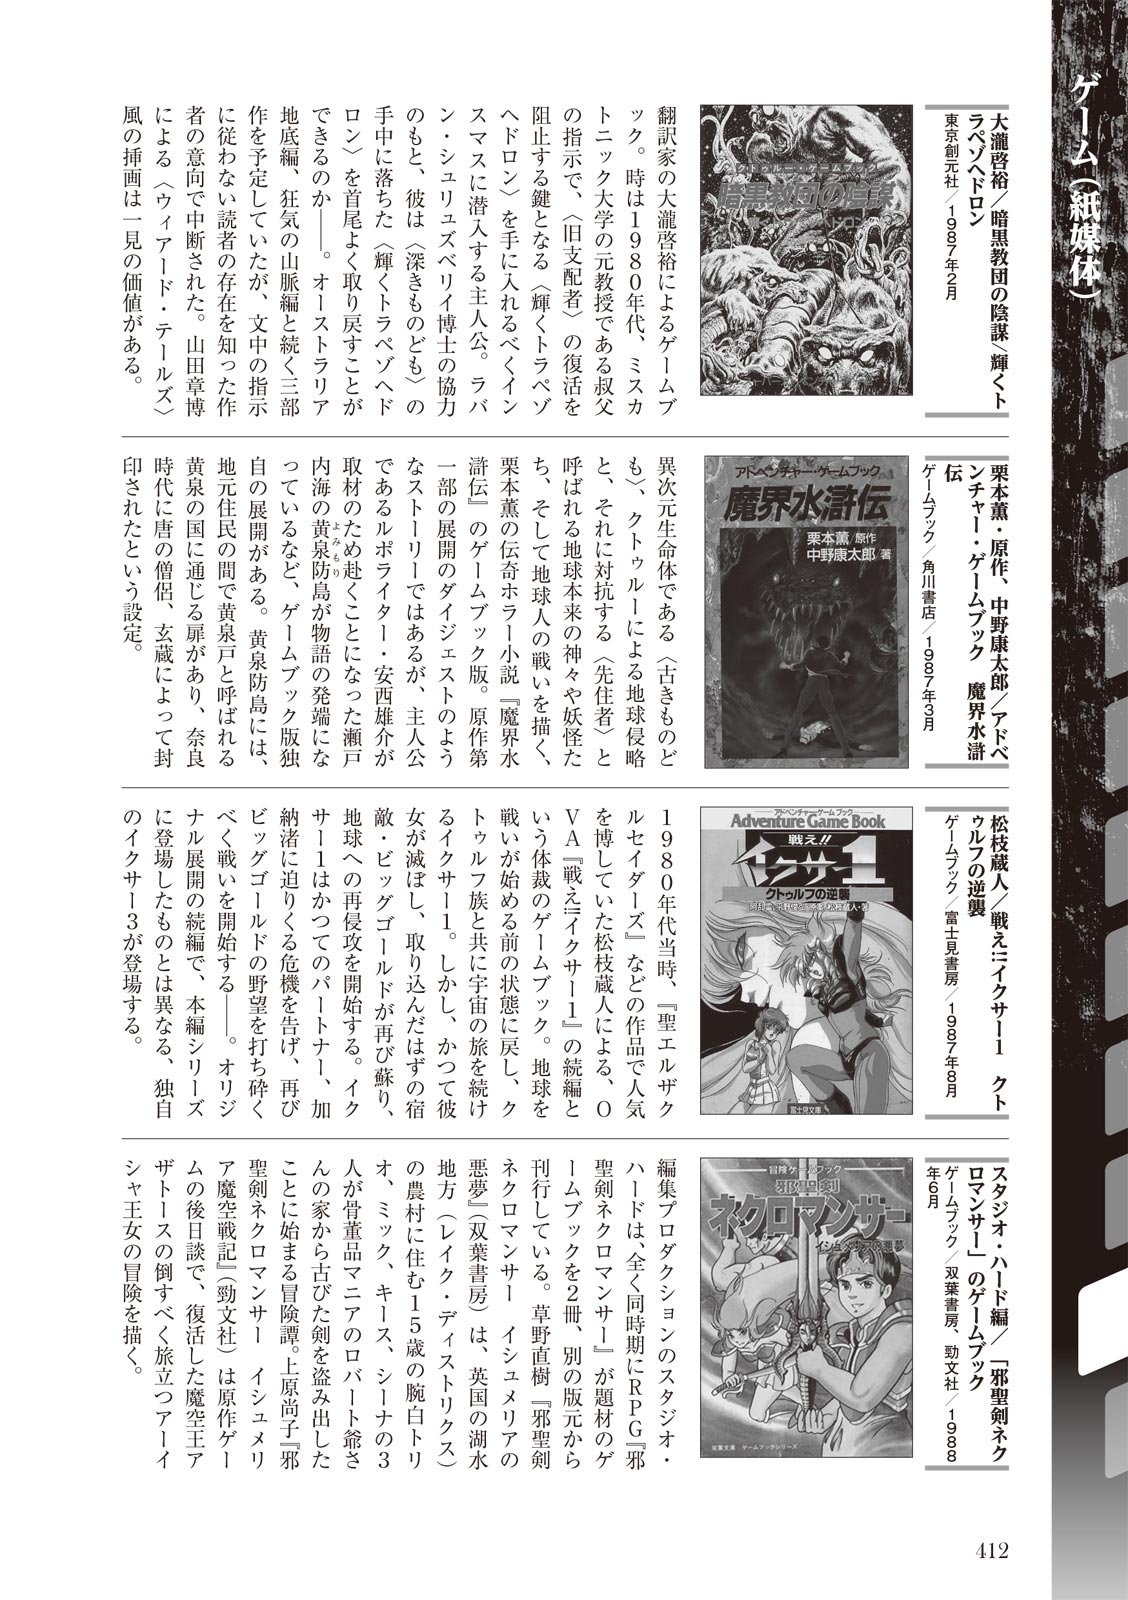 ゲーム（紙媒体）
大瀧啓裕／暗黒教団の陰謀〈輝くト
ラペゾヘドロン
東京創元社／1987年2月
暗黒教団の陰謀
翻訳家の大瀧啓裕によるゲームブ
ック。時は1980年代、ミスカ
トニック大学の元教授である叔父
の指示で、〈旧支配者〉の復活を
阻止する鍵となる〈輝くトラペゾ
ヘドロン〉を手に入れるべくイン
スマスに潜入する主人公。ラバ
ン・シュリュズベリイ博士の協力
のもと、彼は〈深きものども〉の
手中に落ちた〈輝くトラペゾヘド
ロン〉を首尾よく取り戻すことが
できるのか――。オーストラリア
地底編、狂気の山脈編と続く三部
作を予定していたが、文中の指示
に従わない読者の存在を知った作
者の意向で中断された。山田章博
による〈ウィアード・テールズ〉
風の挿画は一見の価値がある。
栗本薫・原作、中野康太郎／アドベ
ンチャー・ゲームブック　魔界水滸
伝
ゲームブック／角川書店／1987年3月
アドベンチャー・ゲームブック
魔界水滸伝
栗本薫 原作
中野康太郎 著
異次元生命体である〈古きものど
も〉、クトゥルーによる地球侵略
と、それに対抗する〈先住者〉と
呼ばれる地球本来の神々や妖怪た
ち、そして地球人の戦いを描く、
栗本薫の伝奇ホラー小説『魔界水
滸伝』のゲームブック版。原作第
一部の展開のダイジェストのよう
なストーリーではあるが、主人公
であるルポライター・安西雄介が
取材のため赴くことになった瀬戸
内海の黄泉防島が物語の発端にな
よみもり
っているなど、ゲームブック版独
自の展開がある。黄泉防島には、
地元住民の間で黄泉戸と呼ばれる
黄泉の国に通じる扉があり、奈良
時代に唐の僧侶、玄蔵によって封
印されたという設定。
松枝蔵人／戦え!!イクサー1　クト
ゥルフの逆襲
ゲームブック／富士見書房／1987年8月
アドベンチャーゲームブック
Adventure Game Book
戦え!!
イクサー1
クトゥルフの逆襲
富士見文庫
1980年代当時、『聖エルザク
ルセイダーズ』などの作品で人気
を博していた松枝蔵人による、O
VA『戦え!!イクサー1』の続編と
いう体裁のゲームブック。地球を
戦いが始める前の状態に戻し、ク
トゥルフ族と共に宇宙の旅を続け
るイクサー1。しかし、かつて彼
女が滅ぼし、取り込んだはずの宿
敵・ビッグゴールドが再び蘇り、
地球への再侵攻を開始する。イク
サー1はかつてのパートナー、加
納渚に迫りくる危機を告げ、再び
ビッグゴールドの野望を打ち砕く
べく戦いを開始する――。オリジ
ナル展開の続編で、本編シリーズ
に登場したものとは異なる、独自
のイクサー3が登場する。
スタジオ・ハード編／「邪聖剣ネク
ロマンサー」のゲームブック
ゲームブック／双葉書房、勁文社／1988
年6月
冒険ゲームブック
邪聖剣
ネクロマンサー
イシュメリアの悪夢
双葉文庫　ゲームブックシリーズ
編集プロダクションのスタジオ・
ハードは、全く同時期にRPG『邪
聖剣ネクロマンサー』が題材のゲ
ームブックを2冊、別の版元から
刊行している。草野直樹『邪聖剣
ネクロマンサー　イシュメリアの
悪夢』（双葉書房）は、英国の湖水
地方（レイク・ディストリクス）
の農村に住む15歳の腕白トリ
オ、ミック、キース、シーナの3
人が骨董品マニアのロバート爺さ
んの家から古びた剣を盗み出した
ことに始まる冒険譚。上原尚子『邪
聖剣ネクロマンサー　イシュメリ
ア魔空戦記』（勁文社）は原作ゲー
ムの後日談で、復活した魔空王ア
ザトースの倒すべく旅立つアーイ
シャ王女の冒険を描く。
412